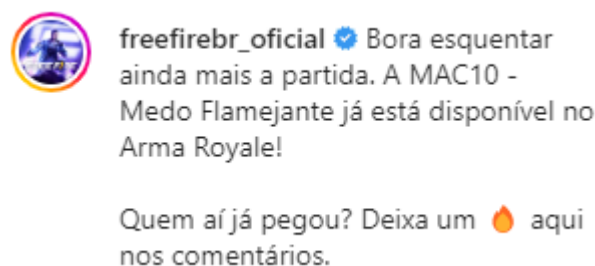 freefirebr_oficial Bora esquentar
ainda mais a partida. A MAC10 -
Medo Flamejante já está disponível no
Arma Royale!
Quem aí já pegou? Deixa um 🔥 aqui
nos comentários.